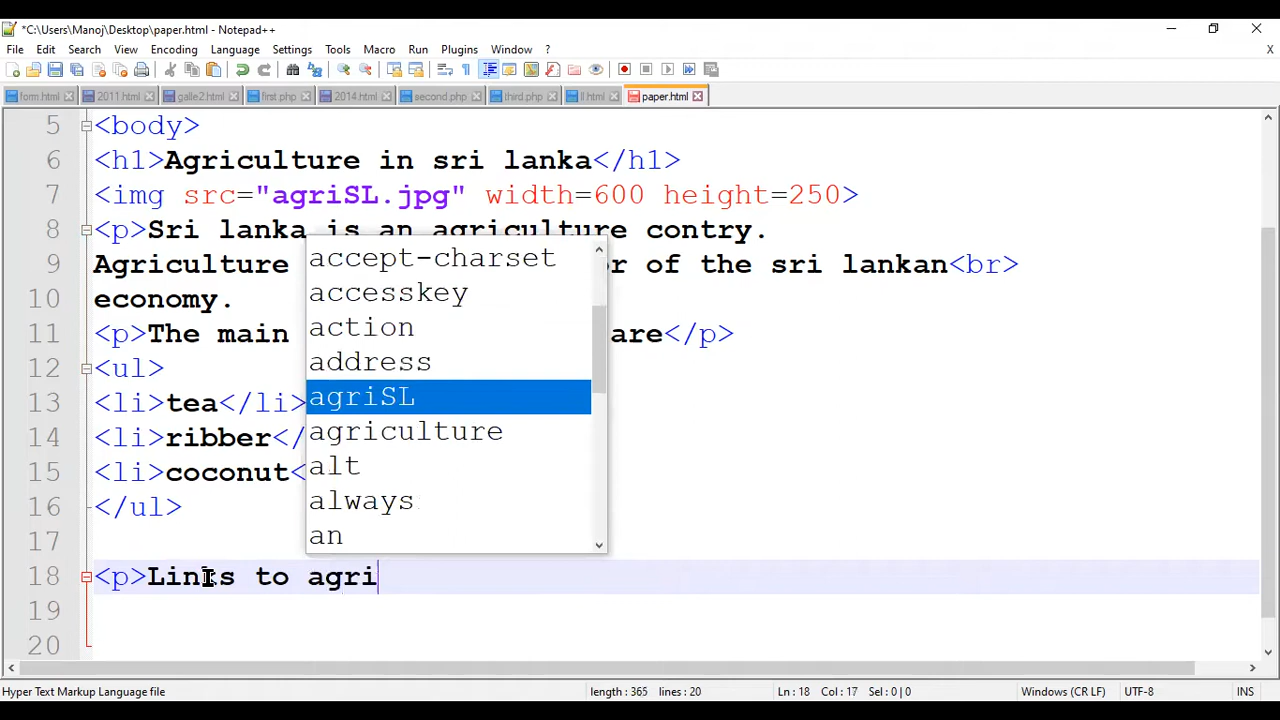 *C:\Users\Manoj\Desktop\paper.html - Notepad++
File Edit Search View Encoding Language Settings Tools Macro Run Plugins Window ? X
form.html 2011.html galle2.html first.php 2014.html second.php third.php ll.html paper.html
5 <body>
6 <h1>Agriculture in sri lanka</h1>
7 <img src="agriSL.jpg" width=600 height=250>
8 <p>Sri lanka is an agriculture contry.
9 Agriculture or of the sri lankan<br>
10 economy.
11 <p>The main are</p>
12 <ul>
13 <li>tea</li>
14 <li>ribber</
15 <li>coconut<
16 </ul>
17
18 <p>Links to agri
19
20
accept-charset
accesskey
action
address
agriSL
agriculture
alt
always
an
Hyper Text Markup Language file length : 365 lines : 20 Ln : 18 Col : 17 Sel : 0 | 0 Windows (CR LF) UTF-8 INS